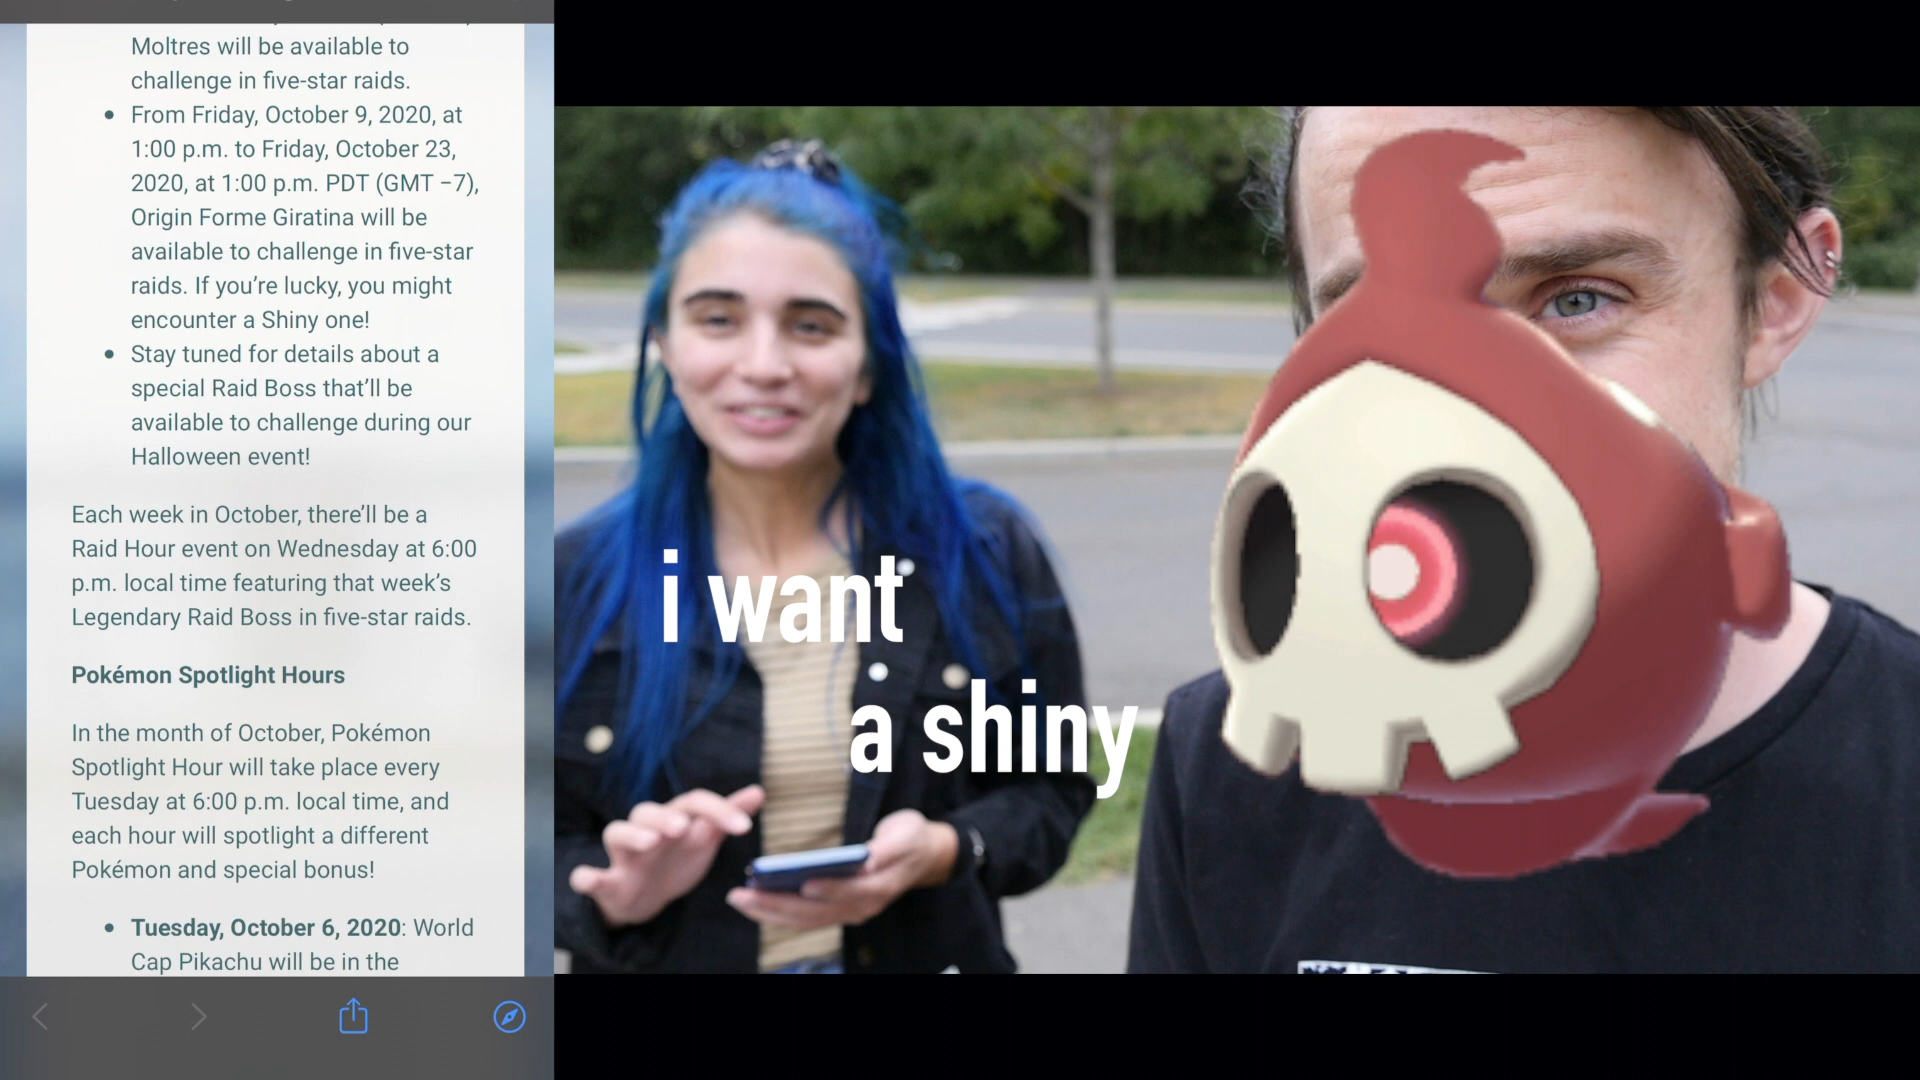 Moltres will be available to
challenge in five-star raids.
• From Friday, October 9, 2020, at
1:00 p.m. to Friday, October 23,
2020, at 1:00 p.m. PDT (GMT −7),
Origin Forme Giratina will be
available to challenge in five-star
raids. If you’re lucky, you might
encounter a Shiny one!
• Stay tuned for details about a
special Raid Boss that’ll be
available to challenge during our
Halloween event!
Each week in October, there’ll be a
Raid Hour event on Wednesday at 6:00
p.m. local time featuring that week’s
Legendary Raid Boss in five-star raids.
Pokémon Spotlight Hours
In the month of October, Pokémon
Spotlight Hour will take place every
Tuesday at 6:00 p.m. local time, and
each hour will spotlight a different
Pokémon and special bonus!
• Tuesday, October 6, 2020: World
Cap Pikachu will be in the
i want
a shiny